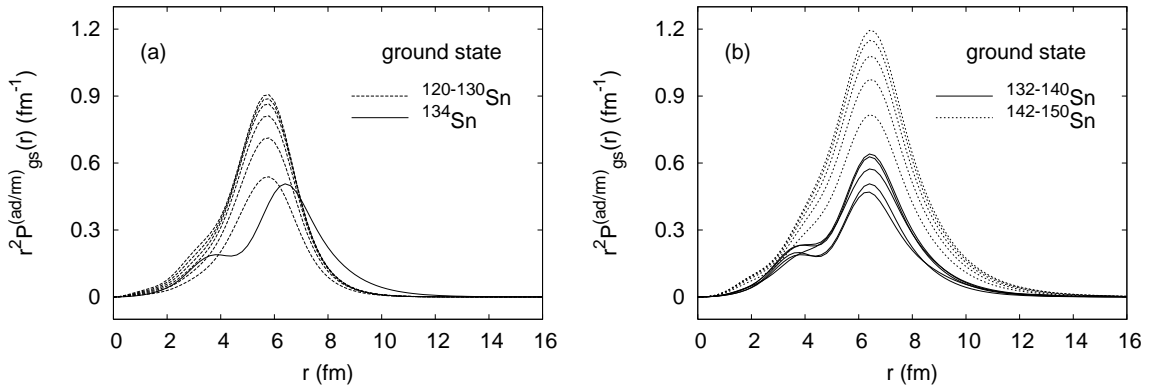 (a)
ground state
120-130Sn
134Sn
r2P(ad/rm)gs(r) (fm-1)
1.2
0.9
0.6
0.3
0
0 2 4 6 8 10 12 14 16
r (fm)
(b)
ground state
132-140Sn
142-150Sn
r2P(ad/rm)gs(r) (fm-1)
1.2
0.9
0.6
0.3
0
0 2 4 6 8 10 12 14 16
r (fm)